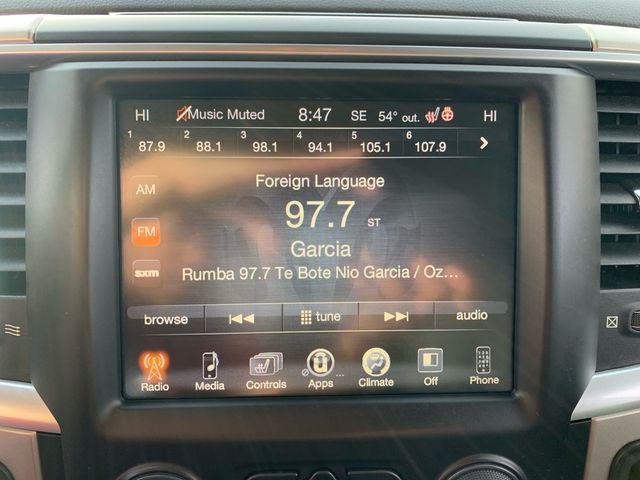 HI Music Muted 8:47 SE 54° out. HI
1 2 3 4 5 6
87.9 88.1 98.1 94.1 105.1 107.9 >
AM
Foreign Language
FM
97.7 ST
Garcia
sxm
Rumba 97.7 Te Bote Nio Garcia / Oz...
browse tune audio
Radio Media Controls Apps ... Climate Off Phone